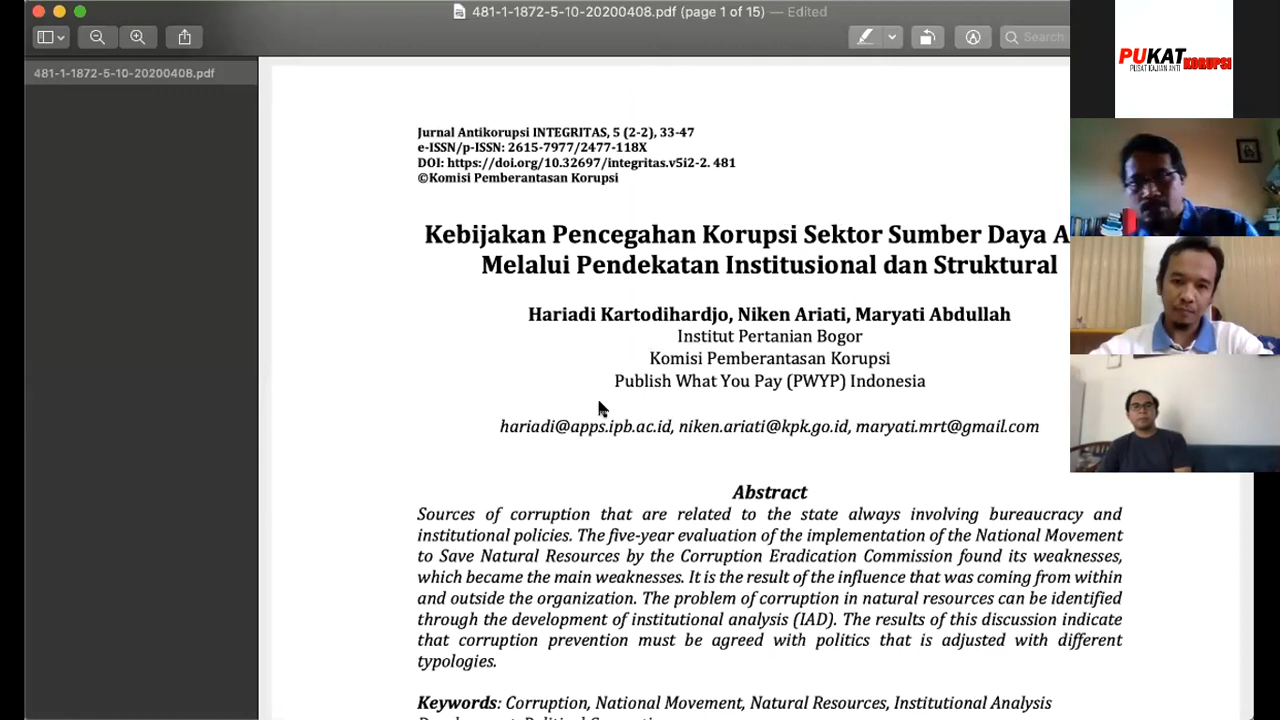 481-1-1872-5-10-20200408.pdf (page 1 of 15) — Edited
Search
481-1-1872-5-10-20200408.pdf
PUKAT
PUSAT KAJIAN ANTI KORUPSI
Jurnal Antikorupsi INTEGRITAS, 5 (2-2), 33-47
e-ISSN/p-ISSN: 2615-7977/2477-118X
DOI: https://doi.org/10.32697/integritas.v5i2-2. 481
©Komisi Pemberantasan Korupsi
Kebijakan Pencegahan Korupsi Sektor Sumber Daya A
Melalui Pendekatan Institusional dan Struktural
Hariadi Kartodihardjo, Niken Ariati, Maryati Abdullah
Institut Pertanian Bogor
Komisi Pemberantasan Korupsi
Publish What You Pay (PWYP) Indonesia
hariadi@apps.ipb.ac.id, niken.ariati@kpk.go.id, maryati.mrt@gmail.com
Abstract
Sources of corruption that are related to the state always involving bureaucracy and
institutional policies. The five-year evaluation of the implementation of the National Movement
to Save Natural Resources by the Corruption Eradication Commission found its weaknesses,
which became the main weaknesses. It is the result of the influence that was coming from within
and outside the organization. The problem of corruption in natural resources can be identified
through the development of institutional analysis (IAD). The results of this discussion indicate
that corruption prevention must be agreed with politics that is adjusted with different
typologies.
Keywords: Corruption, National Movement, Natural Resources, Institutional Analysis